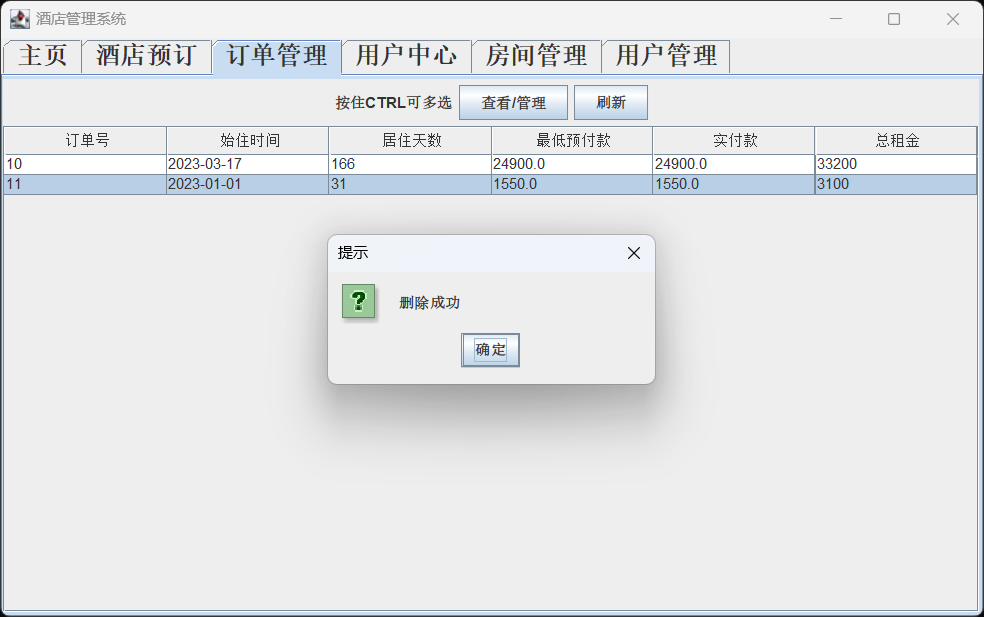 酒店管理系统
主页 酒店预订 订单管理 用户中心 房间管理 用户管理
按住CTRL可多选 查看/管理 刷新
订单号 始住时间 居住天数 最低预付款 实付款 总租金
10 2023-03-17 166 24900.0 24900.0 33200
11 2023-01-01 31 1550.0 1550.0 3100
提示
?
删除成功
确定